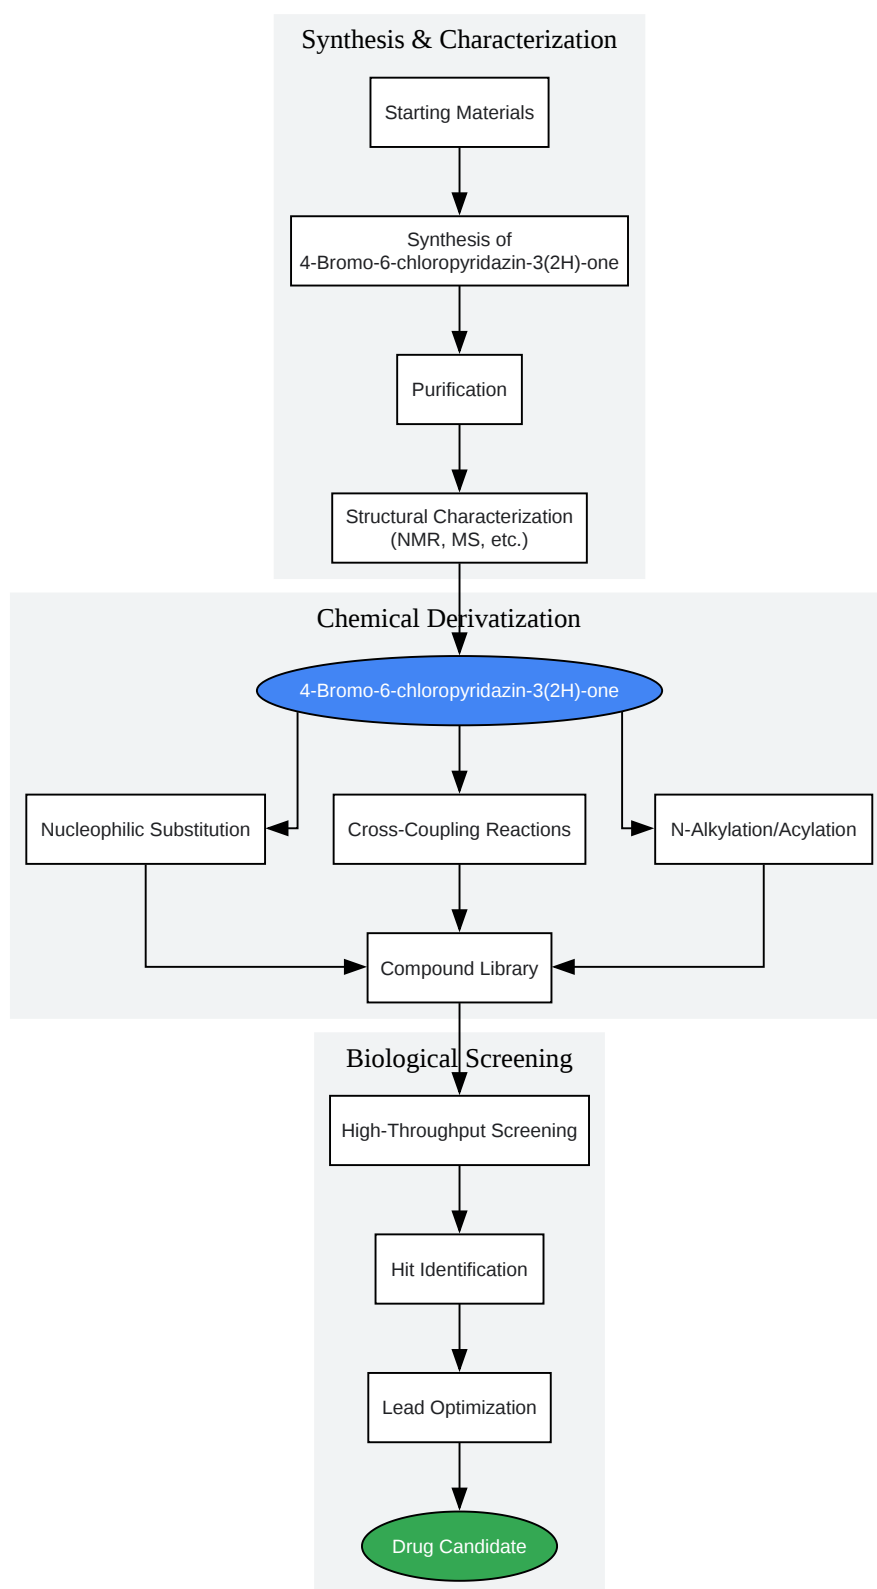 Synthesis & Characterization
Starting Materials
Synthesis of
4-Bromo-6-chloropyridazin-3(2H)-one
Purification
Structural Characterization
(NMR, MS, etc.)
Chemical Derivatization
4-Bromo-6-chloropyridazin-3(2H)-one
Nucleophilic Substitution
Cross-Coupling Reactions
N-Alkylation/Acylation
Compound Library
Biological Screening
High-Throughput Screening
Hit Identification
Lead Optimization
Drug Candidate